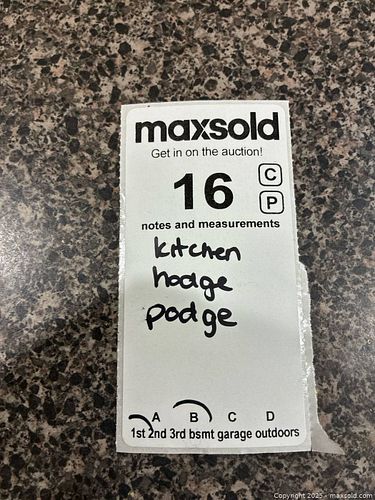 maxsold
Get in on the auction!
16
C
P
notes and measurements
kitchen
hodge
podge
A B C D
1st 2nd 3rd bsmt garage outdoors
Copyright 2025 - maxsold.com